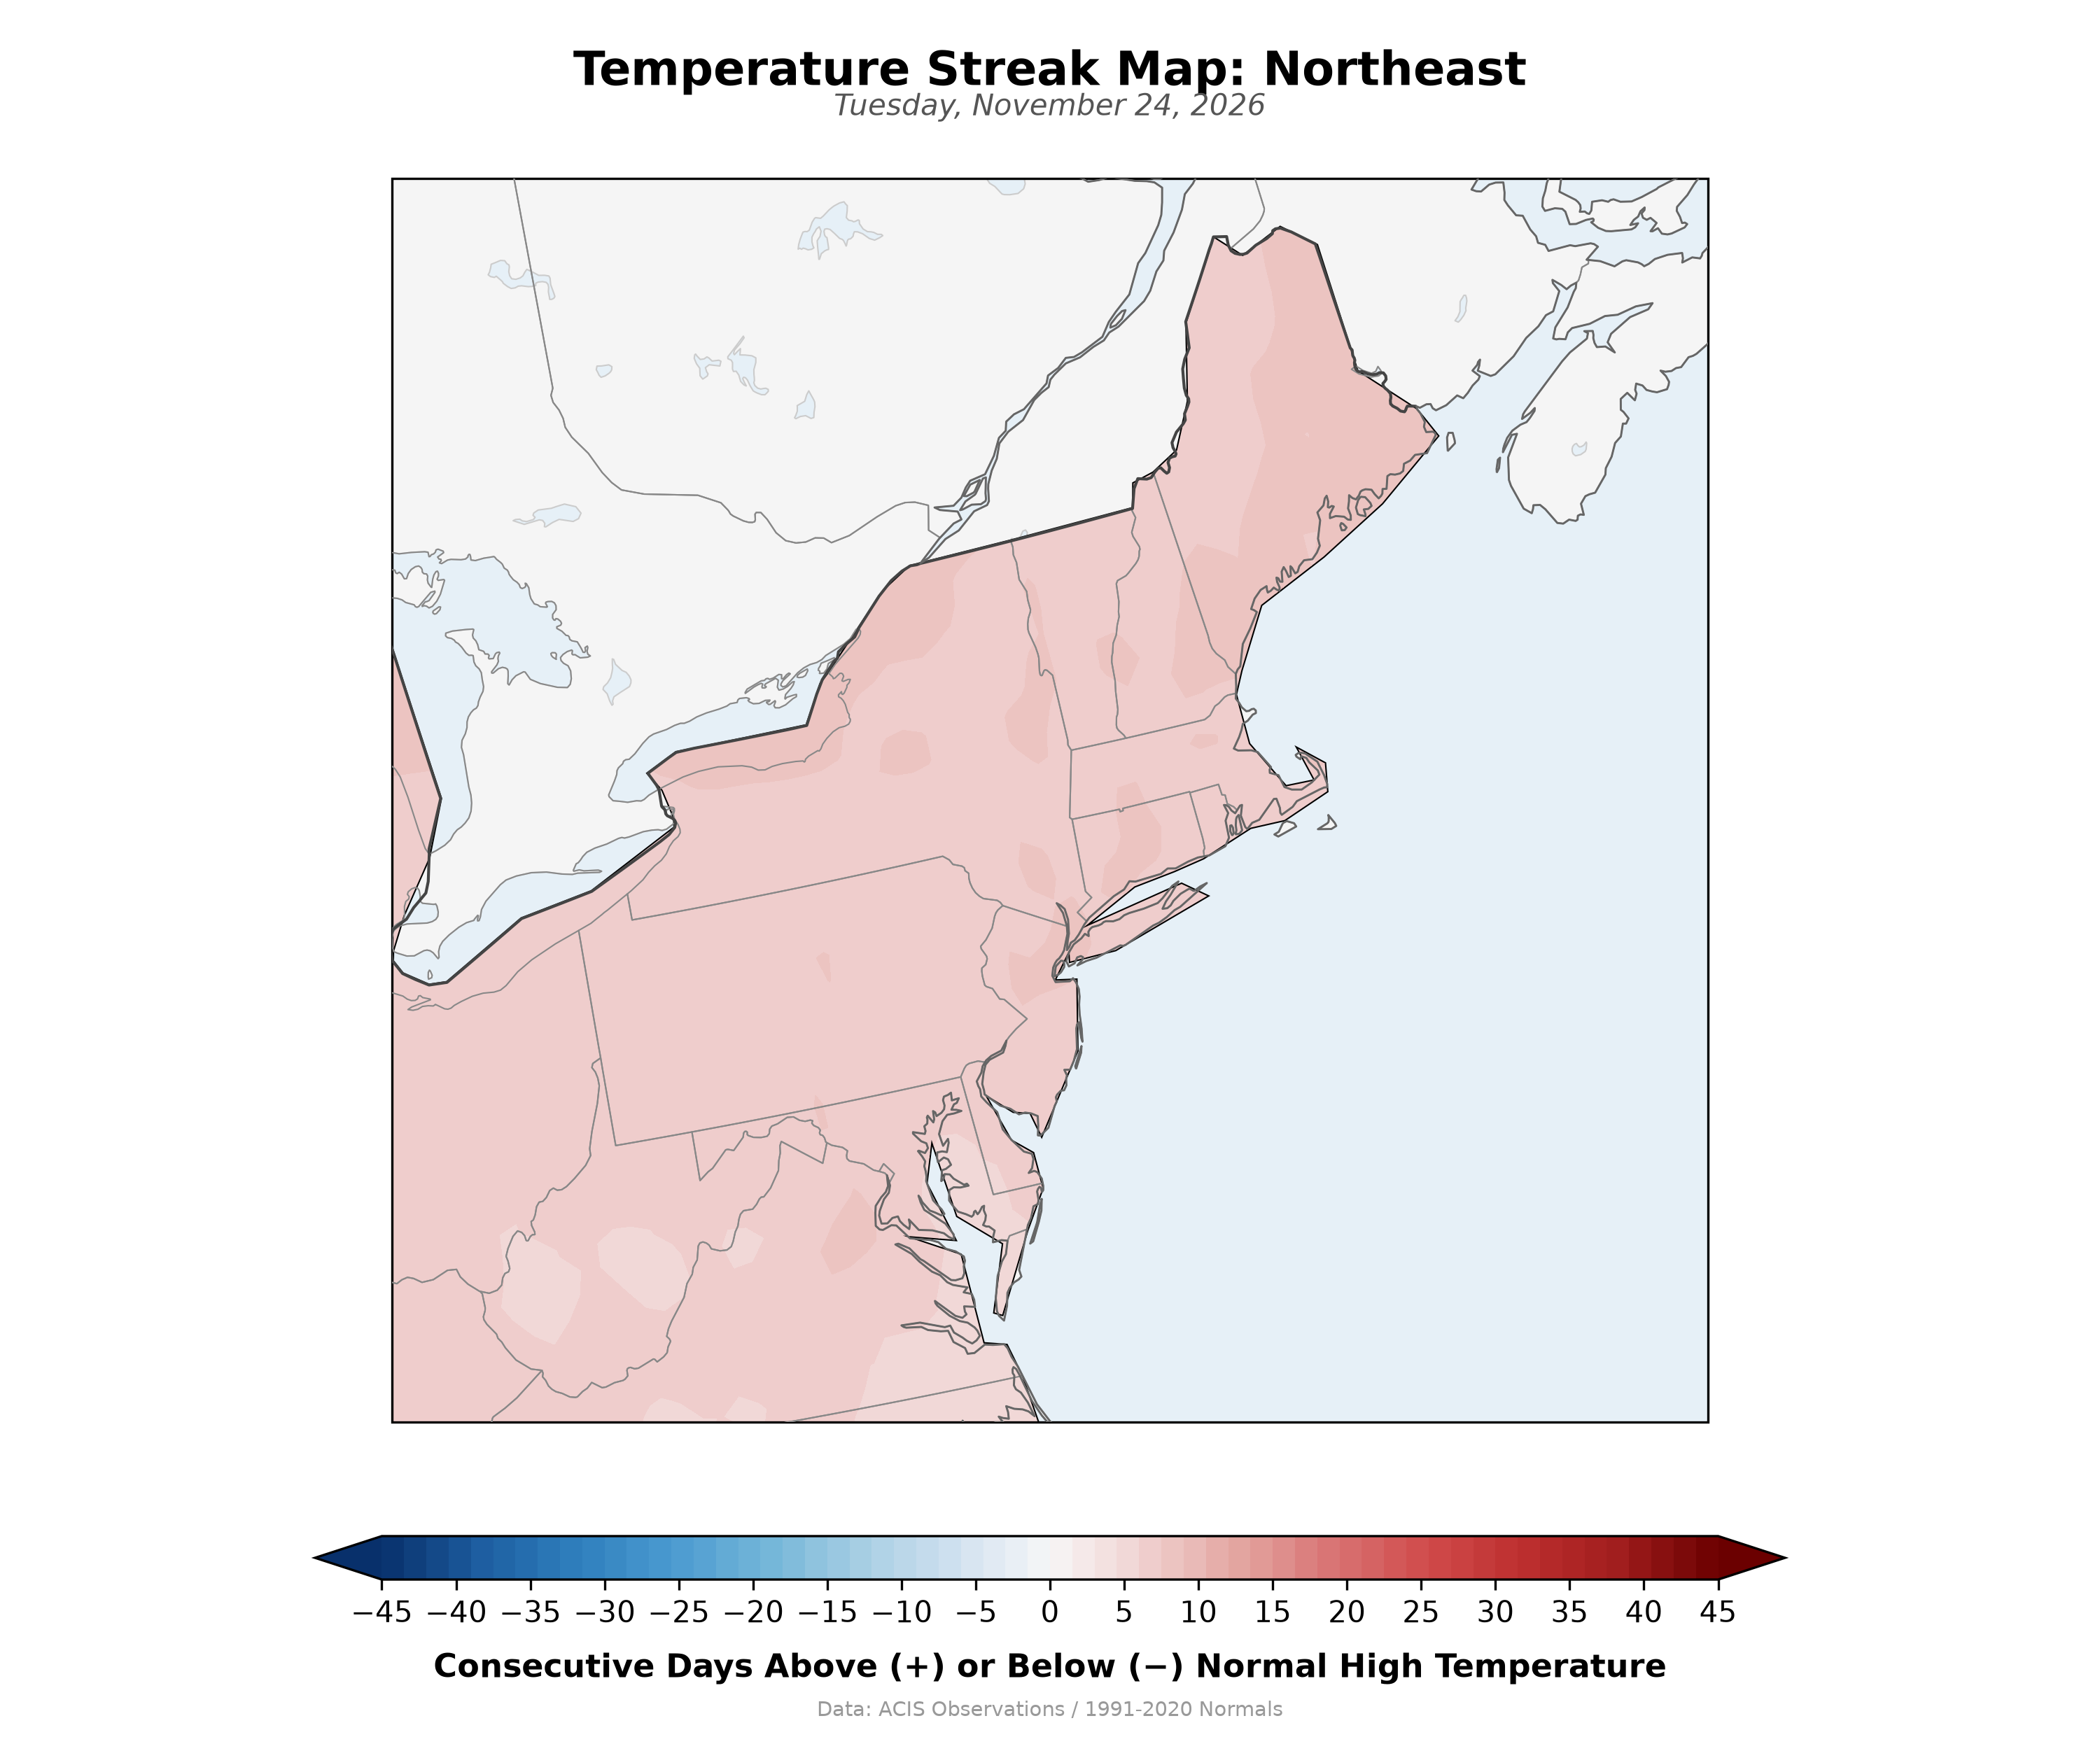 Temperature Streak Map: Northeast
Tuesday, November 24, 2026
−45 −40 −35 −30 −25 −20 −15 −10 −5 0 5 10 15 20 25 30 35 40 45
Consecutive Days Above (+) or Below (−) Normal High Temperature
Data: ACIS Observations / 1991-2020 Normals